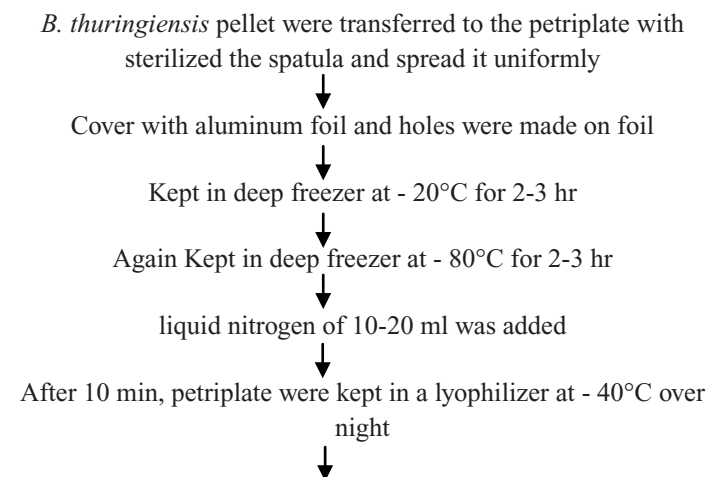 B. thuringiensis pellet were transferred to the petriplate with
sterilized the spatula and spread it uniformly
Cover with aluminum foil and holes were made on foil
Kept in deep freezer at - 20°C for 2-3 hr
Again Kept in deep freezer at - 80°C for 2-3 hr
liquid nitrogen of 10-20 ml was added
After 10 min, petriplate were kept in a lyophilizer at - 40°C over
night